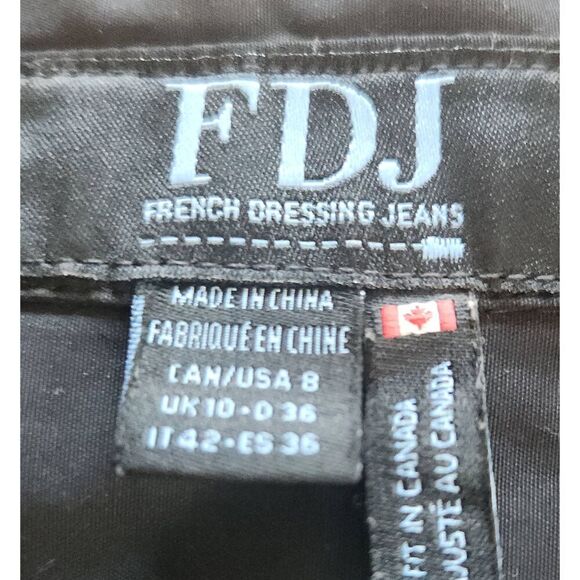 FDJ
FRENCH DRESSING JEANS
MADE IN CHINA
FABRIQUÉ EN CHINE
CAN/USA 8
UK 10 - D 36
IT 42 - ES 36
FIT IN CANADA
AU CANADA